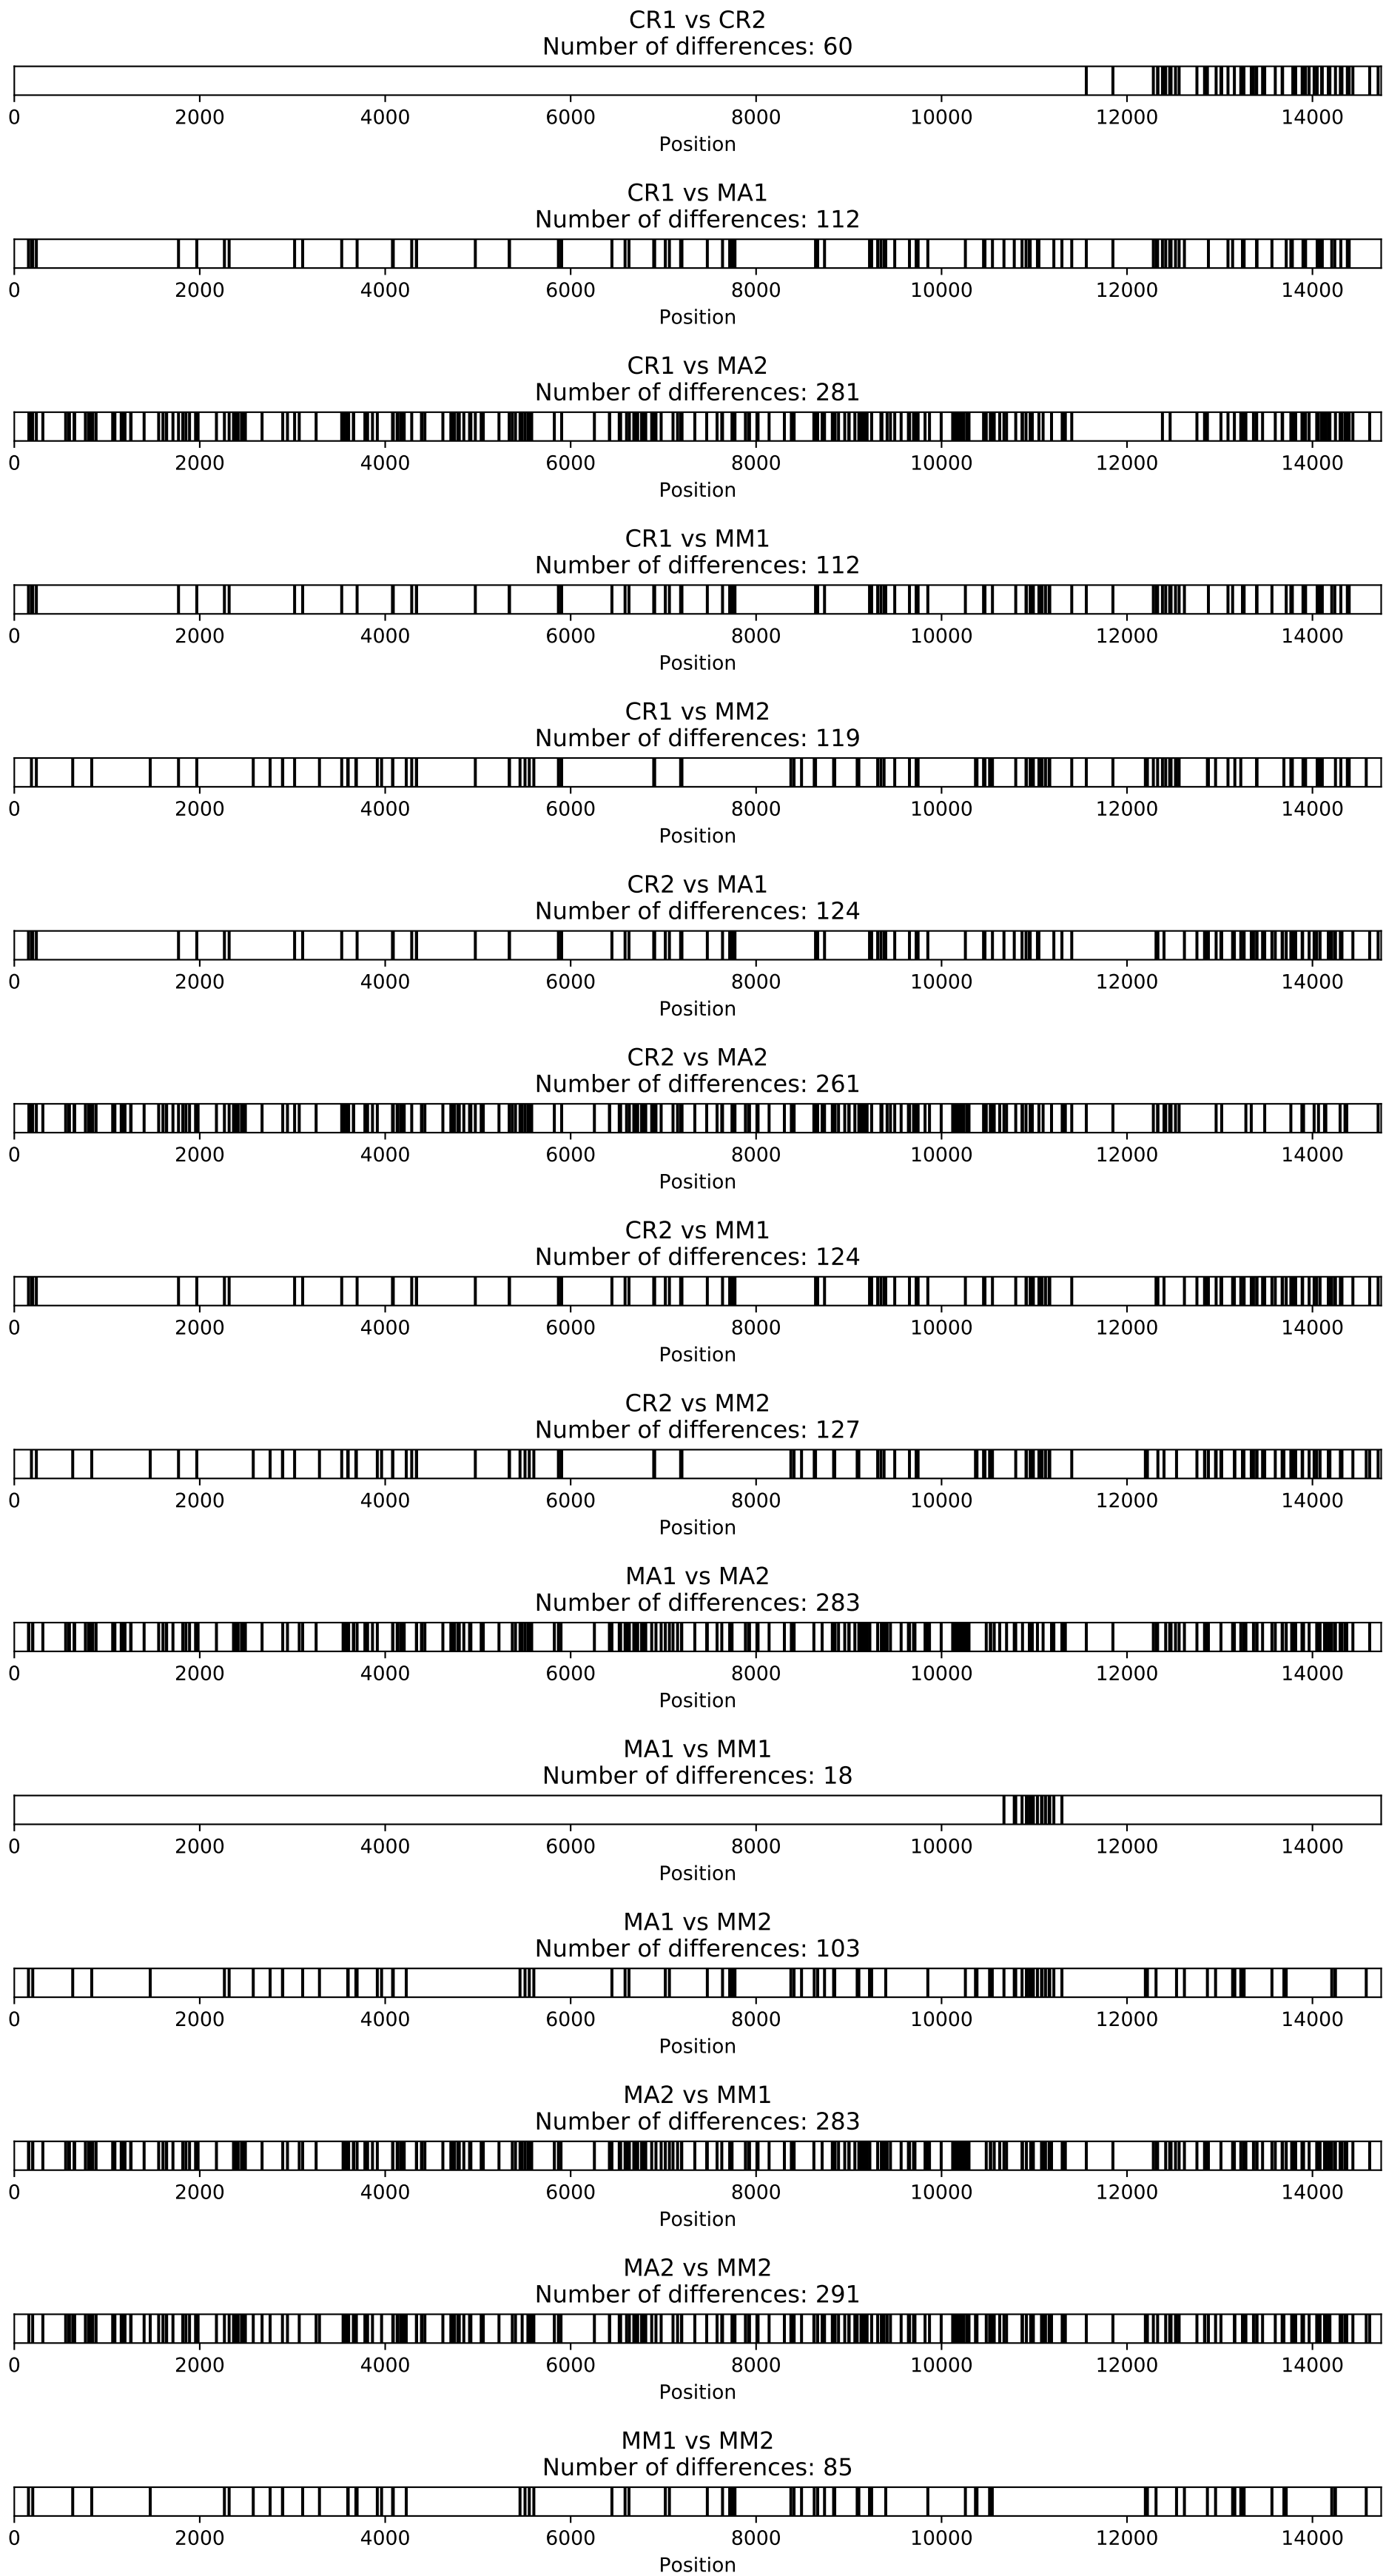 CR1 vs CR2
Number of differences: 60
0 2000 4000 6000 8000 10000 12000 14000
Position
CR1 vs MA1
Number of differences: 112
0 2000 4000 6000 8000 10000 12000 14000
Position
CR1 vs MA2
Number of differences: 281
0 2000 4000 6000 8000 10000 12000 14000
Position
CR1 vs MM1
Number of differences: 112
0 2000 4000 6000 8000 10000 12000 14000
Position
CR1 vs MM2
Number of differences: 119
0 2000 4000 6000 8000 10000 12000 14000
Position
CR2 vs MA1
Number of differences: 124
0 2000 4000 6000 8000 10000 12000 14000
Position
CR2 vs MA2
Number of differences: 261
0 2000 4000 6000 8000 10000 12000 14000
Position
CR2 vs MM1
Number of differences: 124
0 2000 4000 6000 8000 10000 12000 14000
Position
CR2 vs MM2
Number of differences: 127
0 2000 4000 6000 8000 10000 12000 14000
Position
MA1 vs MA2
Number of differences: 283
0 2000 4000 6000 8000 10000 12000 14000
Position
MA1 vs MM1
Number of differences: 18
0 2000 4000 6000 8000 10000 12000 14000
Position
MA1 vs MM2
Number of differences: 103
0 2000 4000 6000 8000 10000 12000 14000
Position
MA2 vs MM1
Number of differences: 283
0 2000 4000 6000 8000 10000 12000 14000
Position
MA2 vs MM2
Number of differences: 291
0 2000 4000 6000 8000 10000 12000 14000
Position
MM1 vs MM2
Number of differences: 85
0 2000 4000 6000 8000 10000 12000 14000
Position